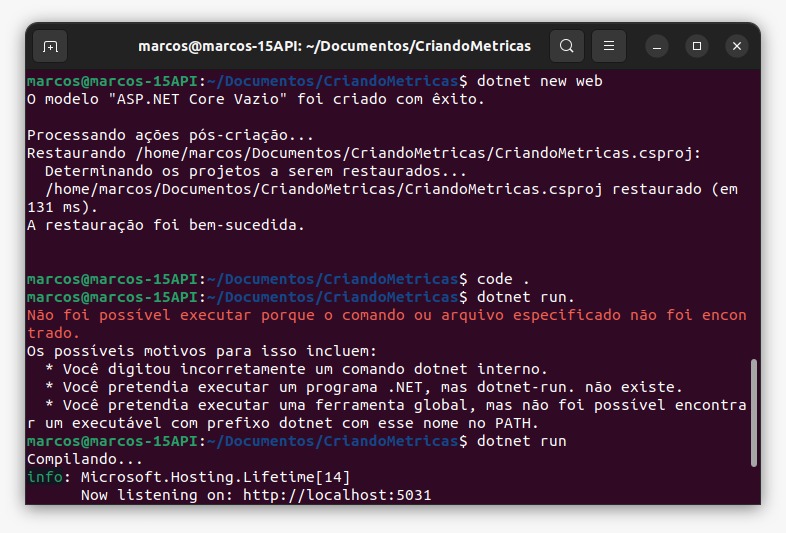 marcos@marcos-15API: ~/Documentos/CriandoMetricas
marcos@marcos-15API:~/Documentos/CriandoMetricas$ dotnet new web
O modelo "ASP.NET Core Vazio" foi criado com êxito.
Processando ações pós-criação...
Restaurando /home/marcos/Documentos/CriandoMetricas/CriandoMetricas.csproj:
  Determinando os projetos a serem restaurados...
  /home/marcos/Documentos/CriandoMetricas/CriandoMetricas.csproj restaurado (em
131 ms).
A restauração foi bem-sucedida.
marcos@marcos-15API:~/Documentos/CriandoMetricas$ code .
marcos@marcos-15API:~/Documentos/CriandoMetricas$ dotnet run.
Não foi possível executar porque o comando ou arquivo especificado não foi encon
trado.
Os possíveis motivos para isso incluem:
  * Você digitou incorretamente um comando dotnet interno.
  * Você pretendia executar um programa .NET, mas dotnet-run. não existe.
  * Você pretendia executar uma ferramenta global, mas não foi possível encontra
r um executável com prefixo dotnet com esse nome no PATH.
marcos@marcos-15API:~/Documentos/CriandoMetricas$ dotnet run
Compilando...
info: Microsoft.Hosting.Lifetime[14]
      Now listening on: http://localhost:5031